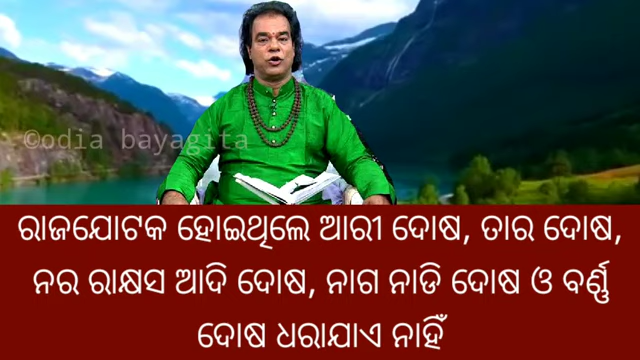 ©odia bayagita
ରାଜଯୋଟକ ହୋଇଥିଲେ ଆରୀ ଦୋଷ, ତାର ଦୋଷ,
ନର ରାକ୍ଷସ ଆଦି ଦୋଷ, ନାଗ ନାଡି ଦୋଷ ଓ ବର୍ଣ୍ଣ
ଦୋଷ ଧରାଯାଏ ନାହିଁ